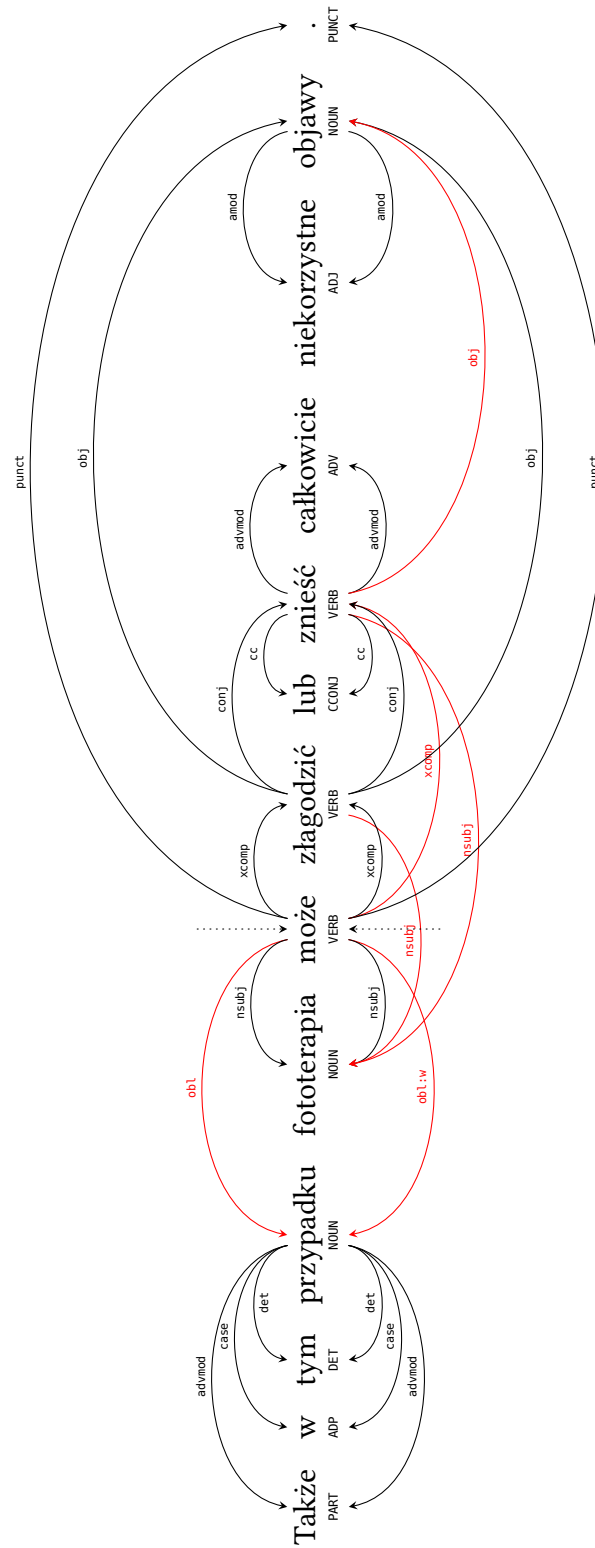 punct
obj
obl
advmod
case conj
amod
nsubj advmod
xcomp
cc
det
Także w tym przypadku fototerapia może złagodzić lub znieść całkowicie niekorzystne objawy .
PART ADP DET NOUN NOUN VERB VERB CCONJ VERB ADV ADJ NOUN PUNCT
det xcomp cc
nsubj advmod
amod
case conj
advmod nsubj
obl:w xcomp
nsubj obj
obj
punct